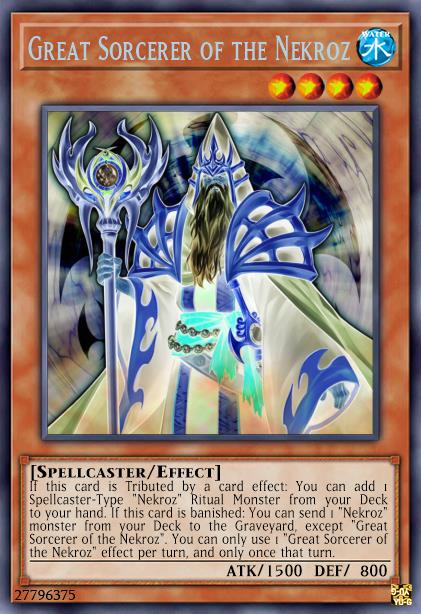 Great Sorcerer of the Nekroz
WATER
水
[Spellcaster/Effect]
If this card is Tributed by a card effect: You can add 1
Spellcaster-Type "Nekroz" Ritual Monster from your Deck
to your hand. If this card is banished: You can send 1 "Nekroz"
monster from your Deck to the Graveyard, except "Great
Sorcerer of the Nekroz". You can only use 1 "Great Sorcerer of
the Nekroz" effect per turn, and only once that turn.
ATK/1500 DEF/ 800
27796375